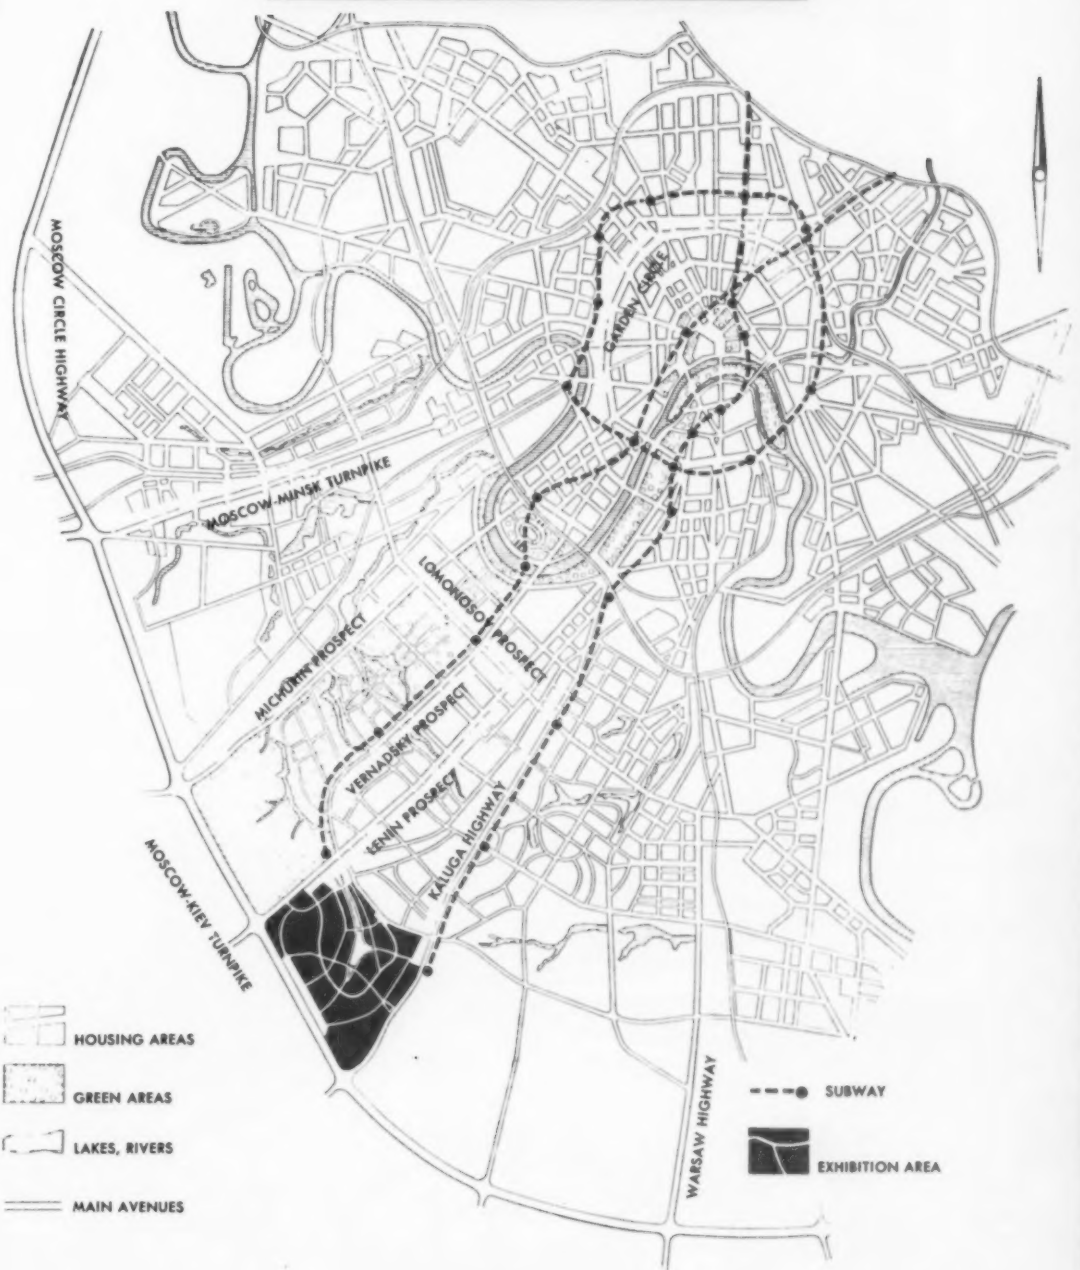 GARDEN CIRCLE
MOSCOW CIRCLE HIGHWAY
MOSCOW-MINSK TURNPIKE
LOMONOSOV PROSPECT
MICHURIN PROSPECT
VERNADSKY PROSPECT
LENIN PROSPECT
KALUGA HIGHWAY
MOSCOW-KIEV TURNPIKE
HOUSING AREAS
GREEN AREAS
LAKES, RIVERS
MAIN AVENUES
WARSAW HIGHWAY
SUBWAY
EXHIBITION AREA